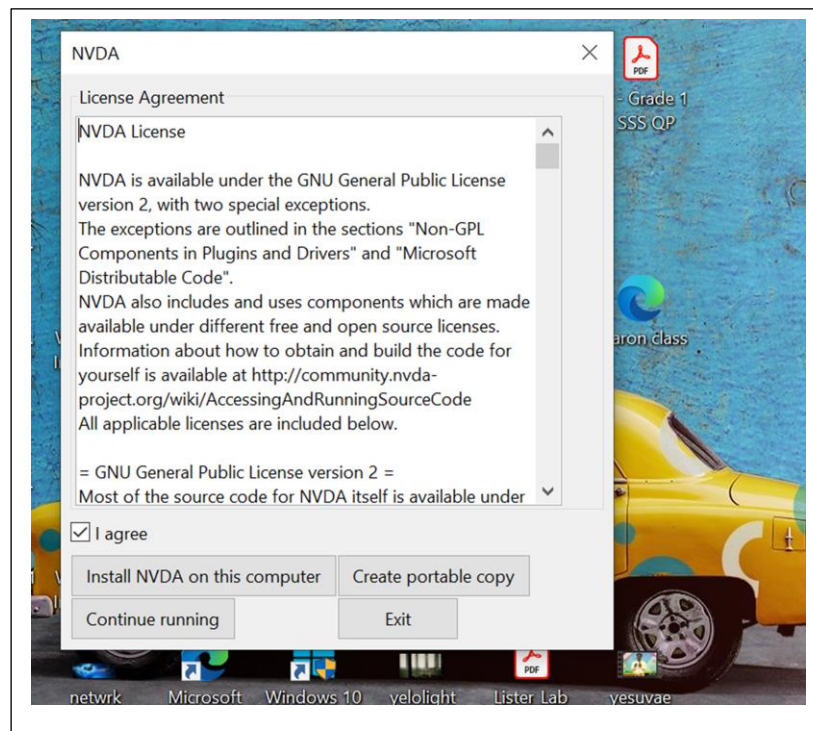 NVDA
License Agreement
NVDA License
NVDA is available under the GNU General Public License
version 2, with two special exceptions.
The exceptions are outlined in the sections "Non-GPL
Components in Plugins and Drivers" and "Microsoft
Distributable Code".
NVDA also includes and uses components which are made
available under different free and open source licenses.
Information about how to obtain and build the code for
yourself is available at http://community.nvda-
project.org/wiki/AccessingAndRunningSourceCode
All applicable licenses are included below.
= GNU General Public License version 2 =
Most of the source code for NVDA itself is available under
I agree
Install NVDA on this computer
Create portable copy
Continue running
Exit
PDF
- Grade 1
SSS QP
aron class
PDF
netwrk
Microsoft
Windows 10
yelolight
Lister Lab
yesuvae